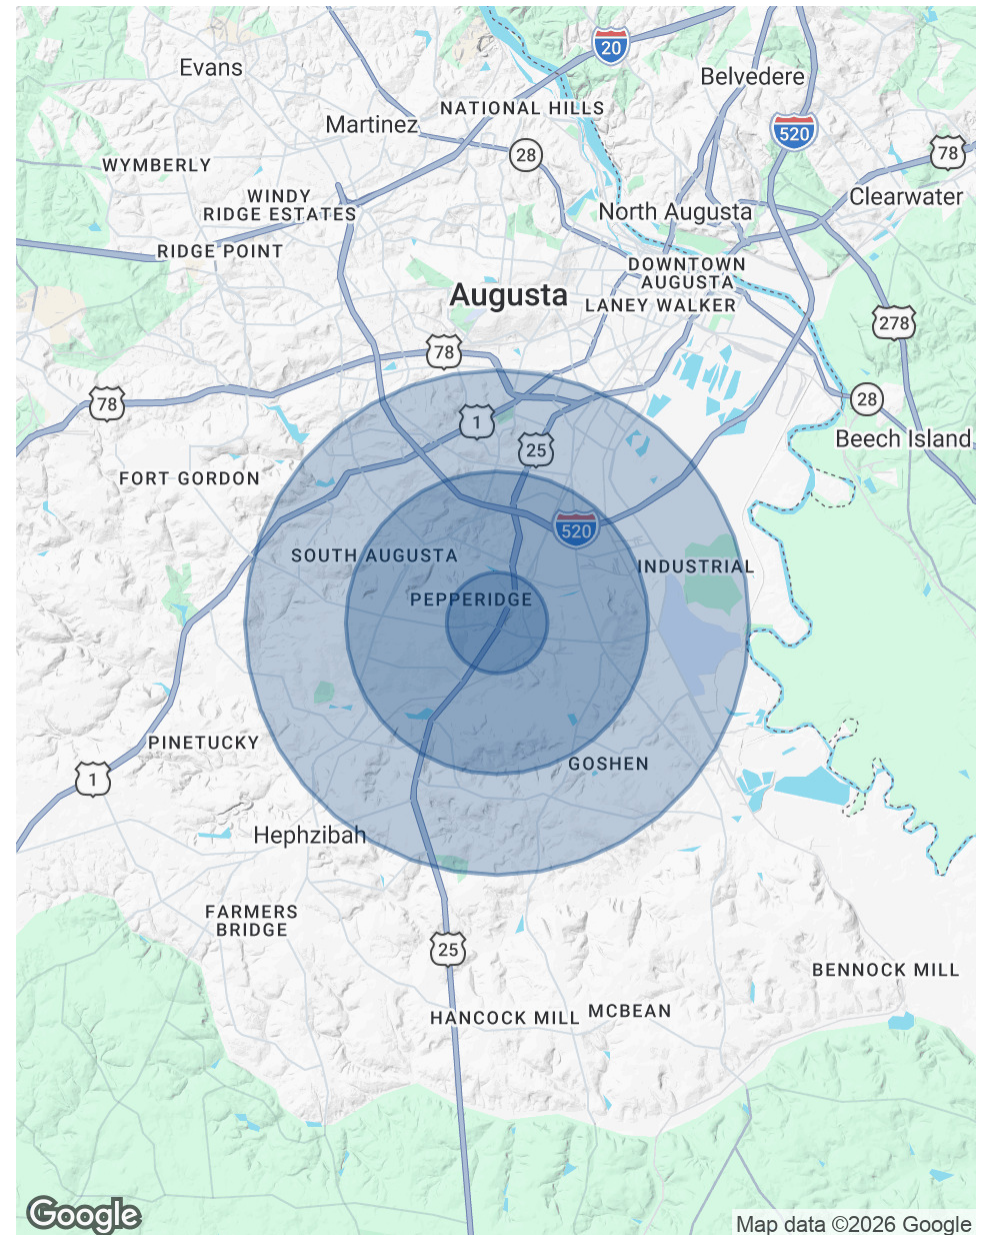 20
Evans
Belvedere
NATIONAL HILLS
Martinez
520
28
78
WYMBERLY
WINDY
RIDGE ESTATES
Clearwater
North Augusta
RIDGE POINT
DOWNTOWN
AUGUSTA
Augusta
LANEY WALKER
278
78
78
28
1
Beech Island
25
FORT GORDON
520
SOUTH AUGUSTA
INDUSTRIAL
PEPPERIDGE
PINETUCKY
GOSHEN
1
Hephzibah
FARMERS
BRIDGE
25
BENNOCK MILL
HANCOCK MILL
MCBEAN
Google
Map data ©2026 Google